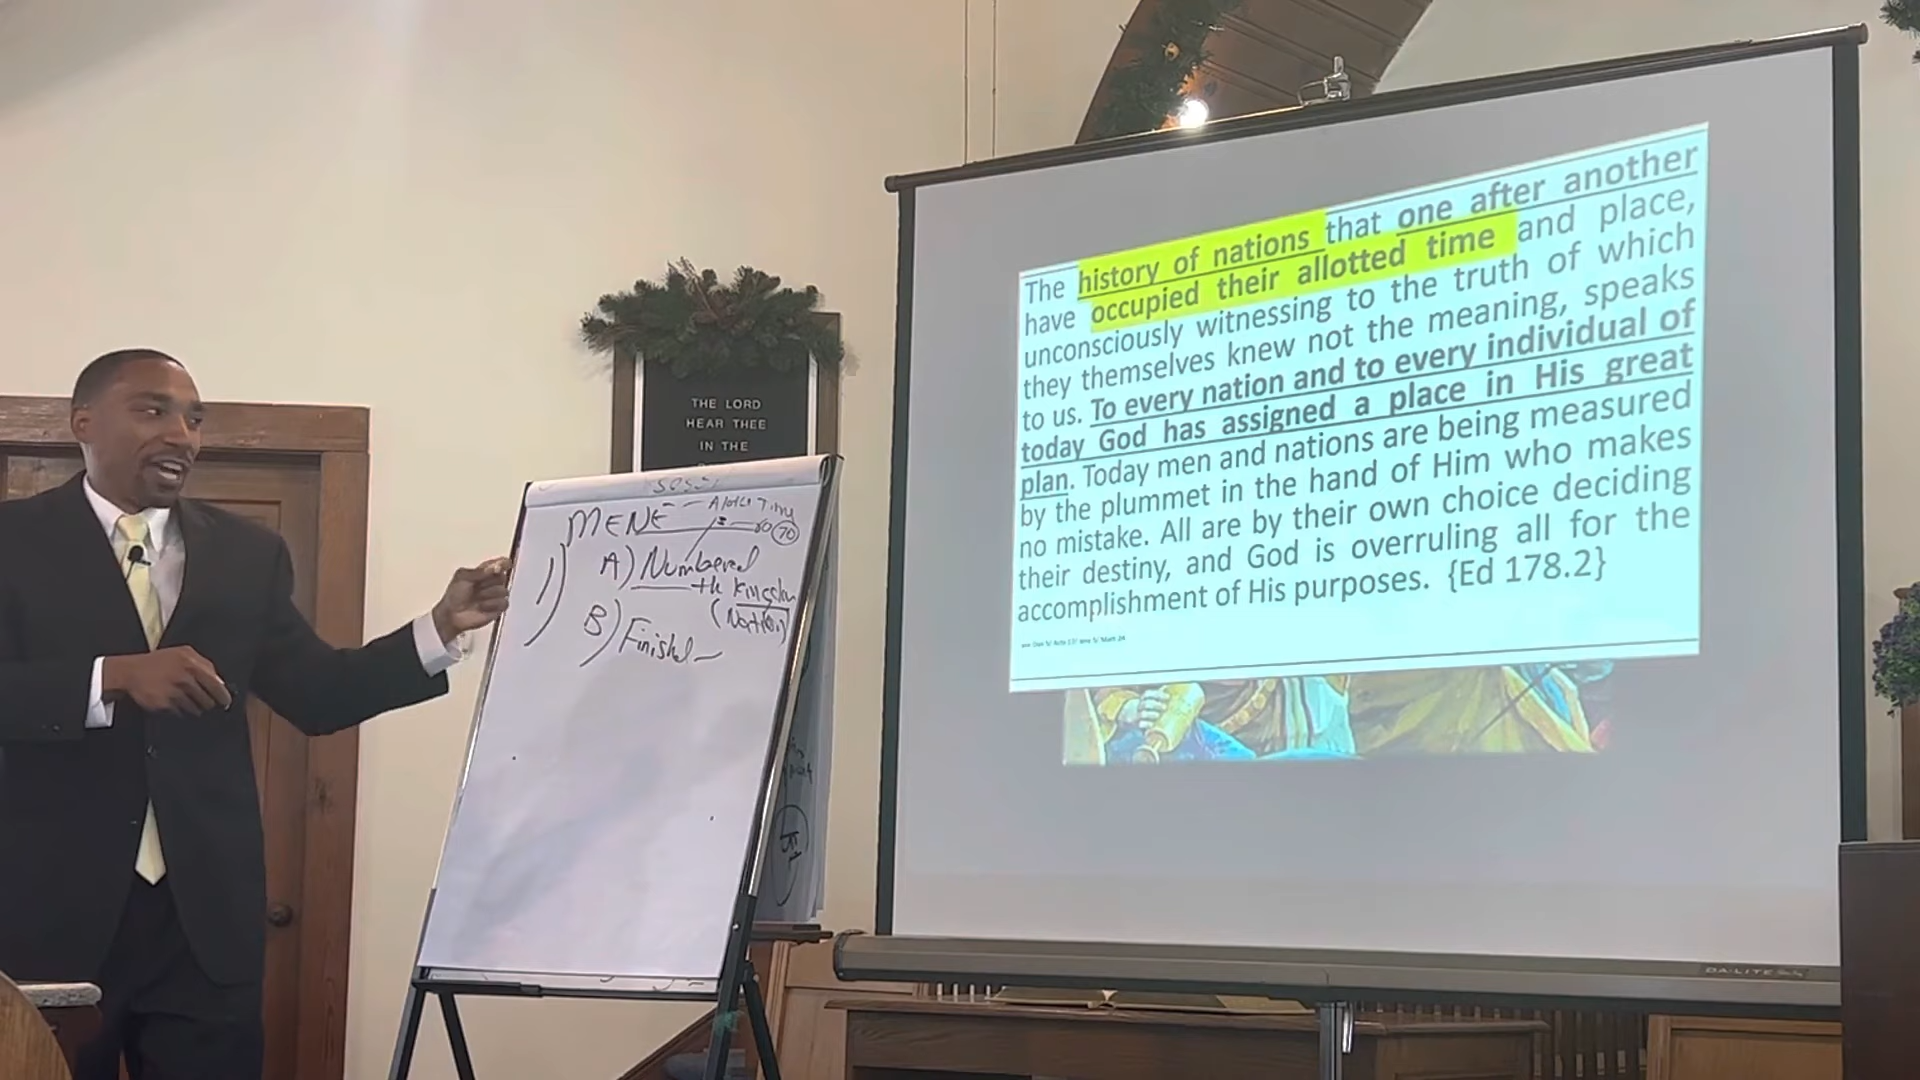 THE LORD
HEAR THEE
IN THE
MENE — Allotted Time
70
1) A) Numbered
the Kingdom
(Nation)
B) Finished
The history of nations that one after another
have occupied their allotted time and place,
unconsciously witnessing to the truth of which
they themselves knew not the meaning, speaks
to us. To every nation and to every individual of
today God has assigned a place in His great
plan. Today men and nations are being measured
by the plummet in the hand of Him who makes
no mistake. All are by their own choice deciding
their destiny, and God is overruling all for the
accomplishment of His purposes. {Ed 178.2}
DA-LITE